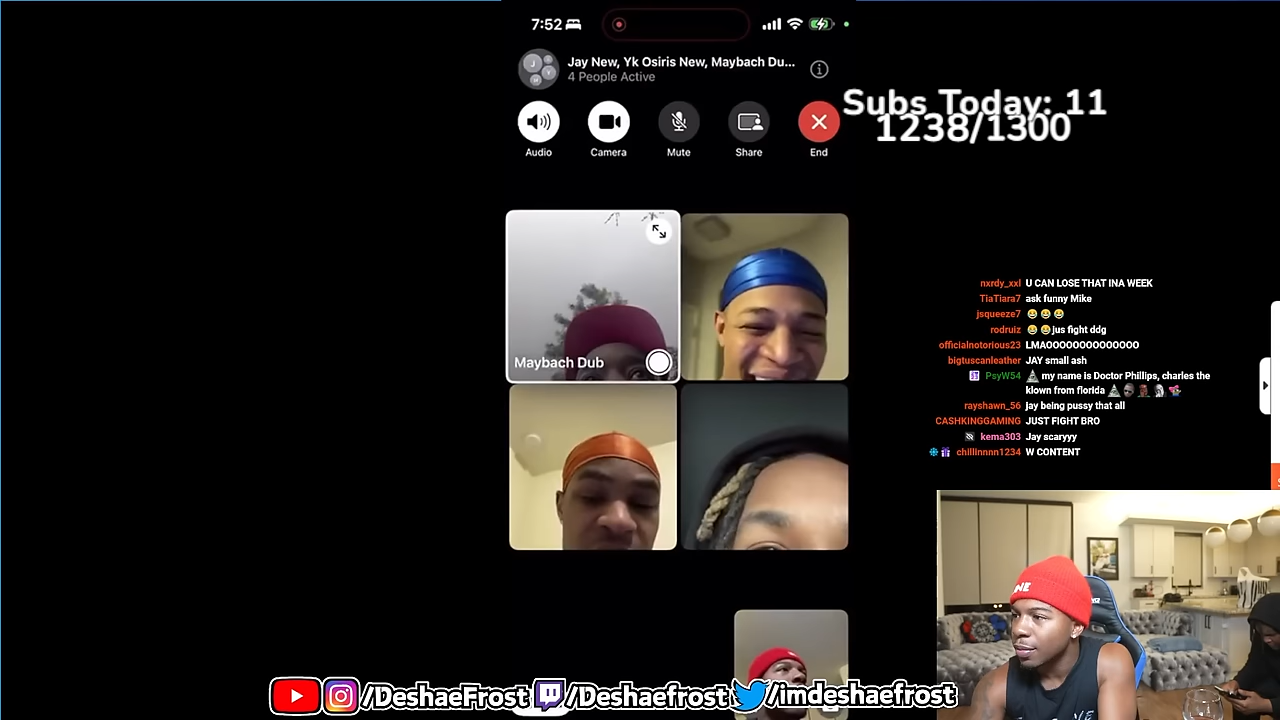 7:52
Jay New, Yk Osiris New, Maybach Du...
4 People Active
Audio
Camera
Mute
Share
End
Subs Today: 11
1238/1300
Maybach Dub
nxrdy_xxl U CAN LOSE THAT INA WEEK
TiaTiara7 ask funny Mike
jsqueeze7
rodruiz jus fight ddg
officialnotorious23 LMAOOOOOOOOOOOOOO
bigtuscanleather JAY small ash
PsyW54 my name is Doctor Phillips, charles the
klown from florida
rayshawn_56 jay being pussy that all
CASHKINGGAMING JUST FIGHT BRO
kema303 Jay scaryyy
chillinnnn1234 W CONTENT
/DeshaeFrost /Deshaefrost /imdeshaefrost